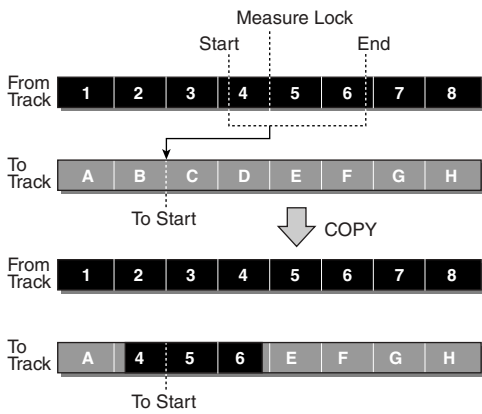 Measure Lock
Start End
From
Track 1 2 3 4 5 6 7 8
To
Track A B C D E F G H
To Start
COPY
From
Track 1 2 3 4 5 6 7 8
To
Track A 4 5 6 E F G H
To Start